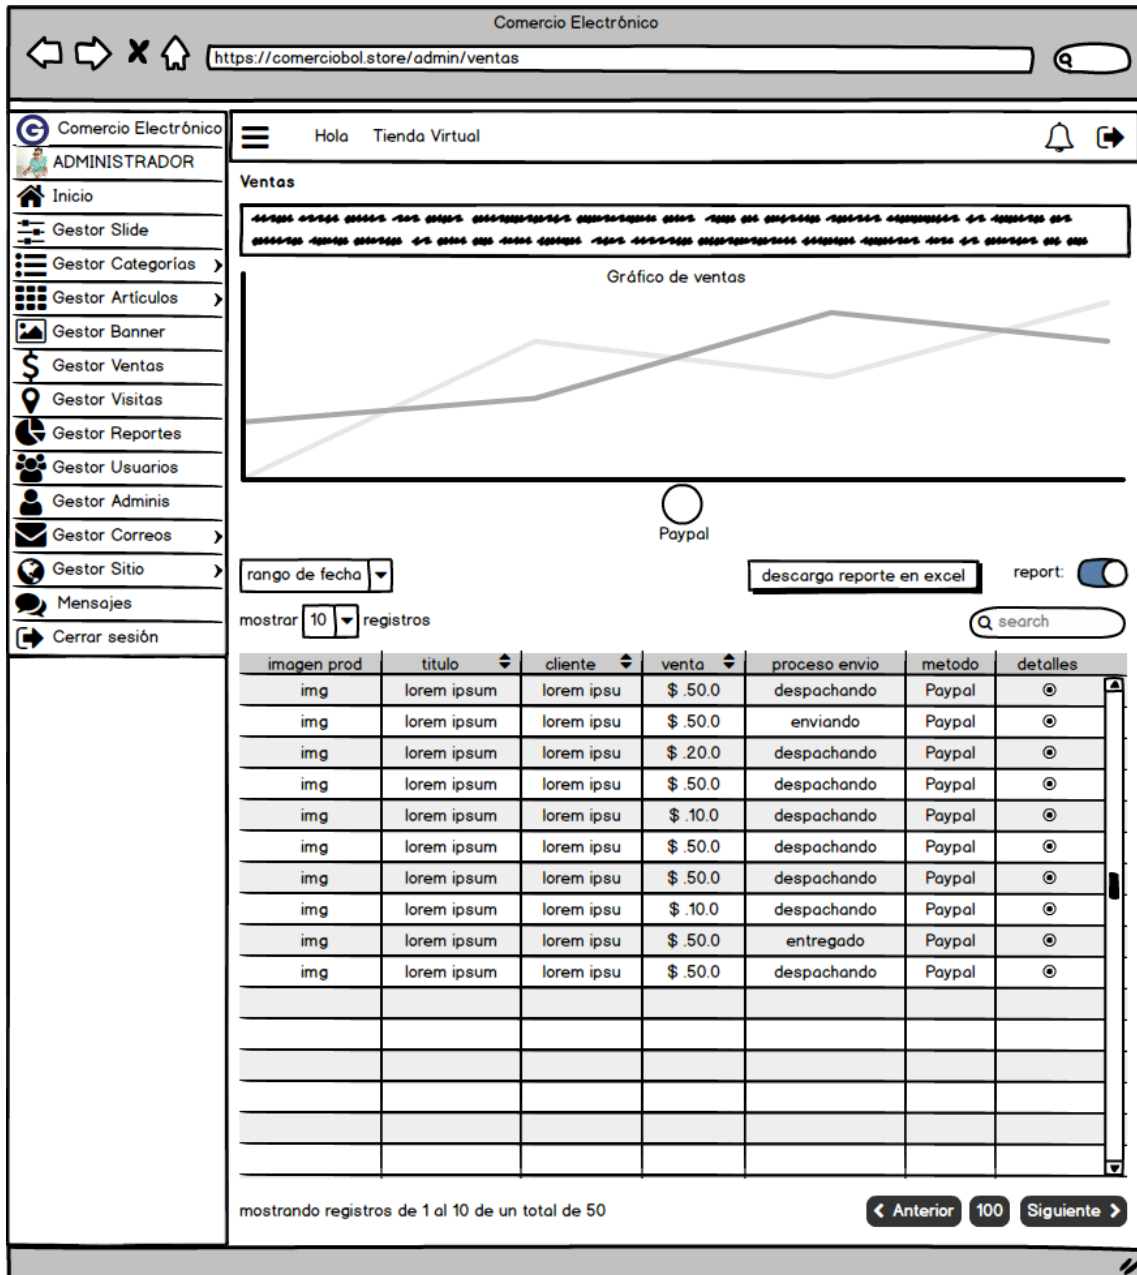 Comercio Electrónico
https://comerciobol.store/admin/ventas
Comercio Electrónico
ADMINISTRADOR
Inicio
Gestor Slide
Gestor Categorías
Gestor Artículos
Gestor Banner
Gestor Ventas
Gestor Visitas
Gestor Reportes
Gestor Usuarios
Gestor Adminis
Gestor Correos
Gestor Sitio
Mensajes
Cerrar sesión
Hola Tienda Virtual
Ventas
Gráfico de ventas
Paypal
rango de fecha descarga reporte en excel report:
mostrar 10 registros search
imagen prod titulo cliente venta proceso envio metodo detalles
img lorem ipsum lorem ipsu $ .50.0 despachando Paypal
img lorem ipsum lorem ipsu $ .50.0 enviando Paypal
img lorem ipsum lorem ipsu $ .20.0 despachando Paypal
img lorem ipsum lorem ipsu $ .50.0 despachando Paypal
img lorem ipsum lorem ipsu $ .10.0 despachando Paypal
img lorem ipsum lorem ipsu $ .50.0 despachando Paypal
img lorem ipsum lorem ipsu $ .50.0 despachando Paypal
img lorem ipsum lorem ipsu $ .10.0 despachando Paypal
img lorem ipsum lorem ipsu $ .50.0 entregado Paypal
img lorem ipsum lorem ipsu $ .50.0 despachando Paypal
mostrando registros de 1 al 10 de un total de 50 Anterior 100 Siguiente